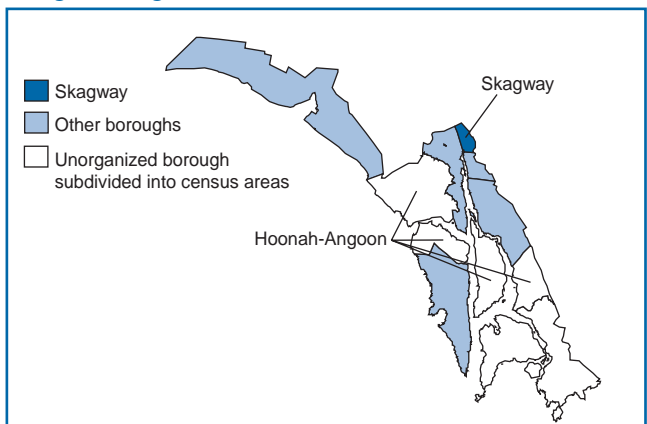 Skagway
Other boroughs
Unorganized borough
subdivided into census areas
Skagway
Hoonah-Angoon